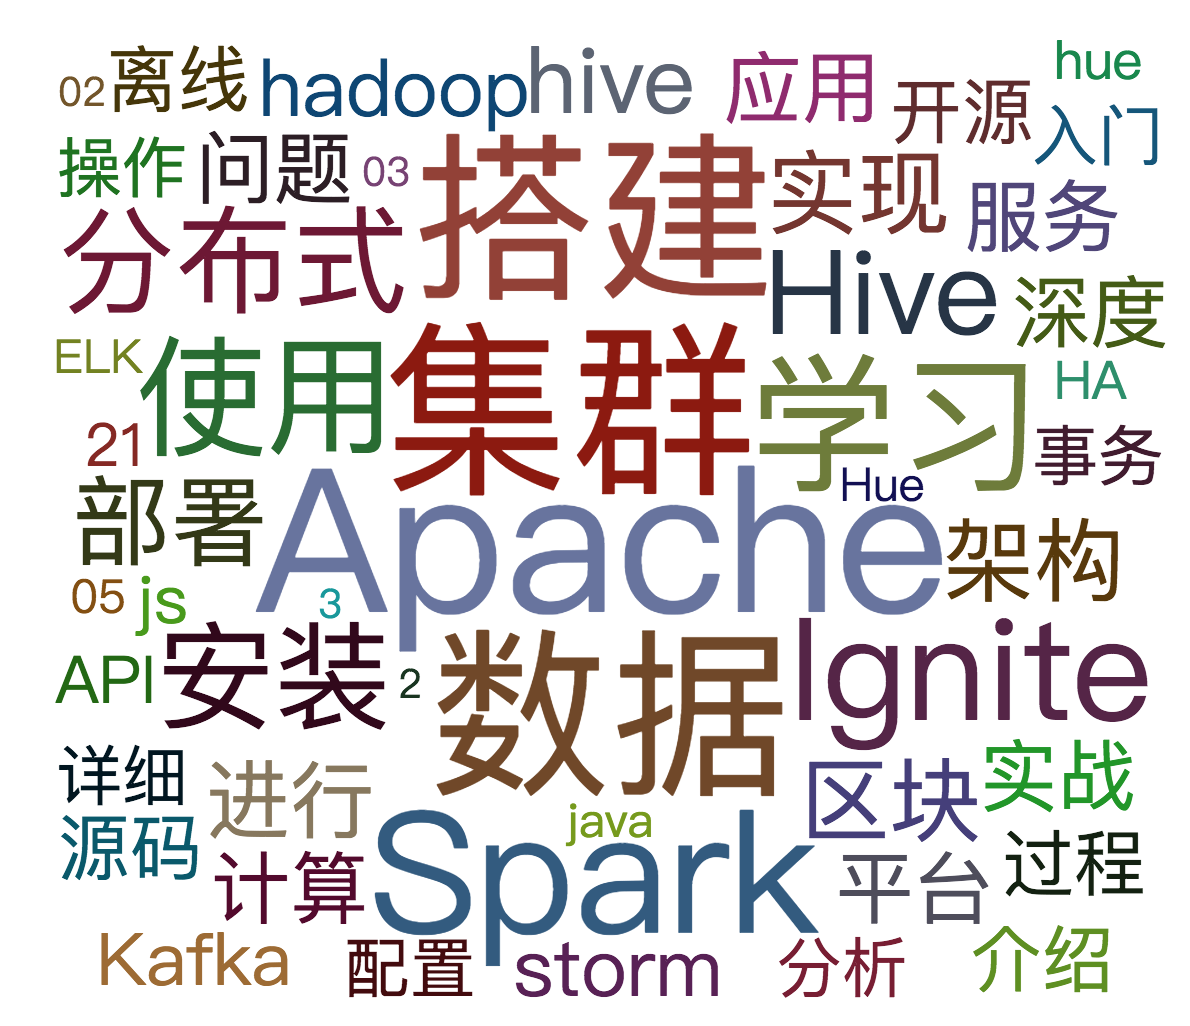 02 离线 hadoop hive 应用 开源 hue
入门
操作 问题 03 搭建 实现 服务
分布式 Hive 深度
ELK 使用 集群 学习 HA
21 事务
部署 Apache Hue 架构
05 js 3
API 安装 2 数据 Ignite
详细 进行 区块 实战
源码 java
计算 Spark 平台 过程
Kafka 配置 storm 分析 介绍